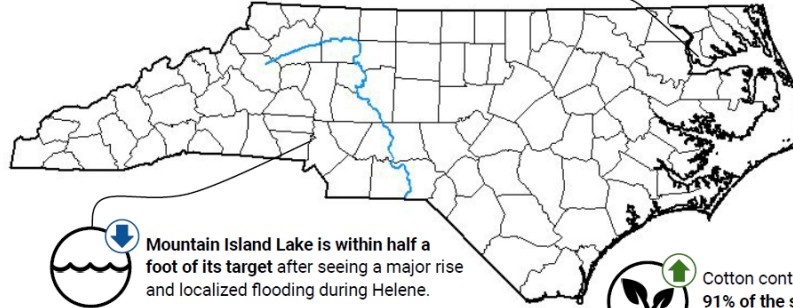 Mountain Island Lake is within half a
foot of its target after seeing a major rise
and localized flooding during Helene.
Cotton cont
91% of the s